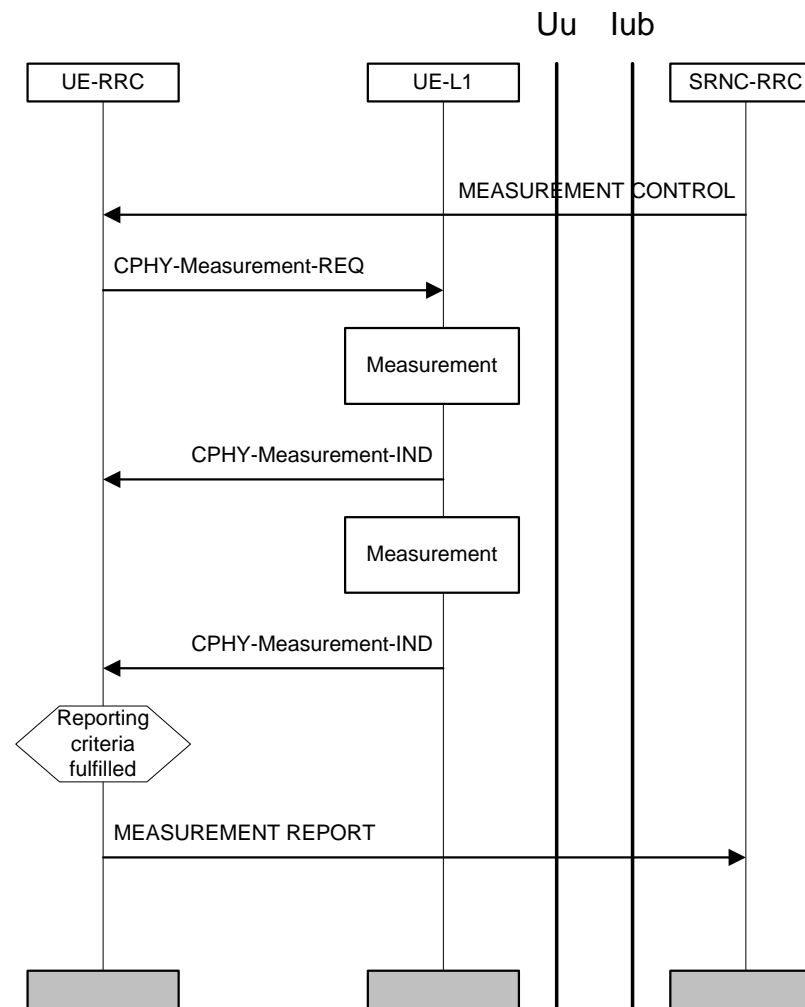 Uu Iub
UE-RRC UE-L1 SRNC-RRC
MEASUREMENT CONTROL
CPHY-Measurement-REQ
Measurement
CPHY-Measurement-IND
Measurement
CPHY-Measurement-IND
Reporting
criteria
fulfilled
MEASUREMENT REPORT